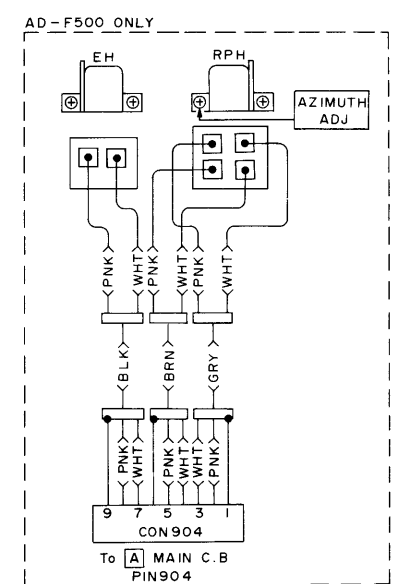 AD-F500 ONLY
EH RPH
AZIMUTH
ADJ
PNK WHT PNK WHT PNK WHT
BLK BRN GRY
PNK WHT PNK WHT WHT PNK
9 7 5 3 1
CON904
To A MAIN C.B
PIN904